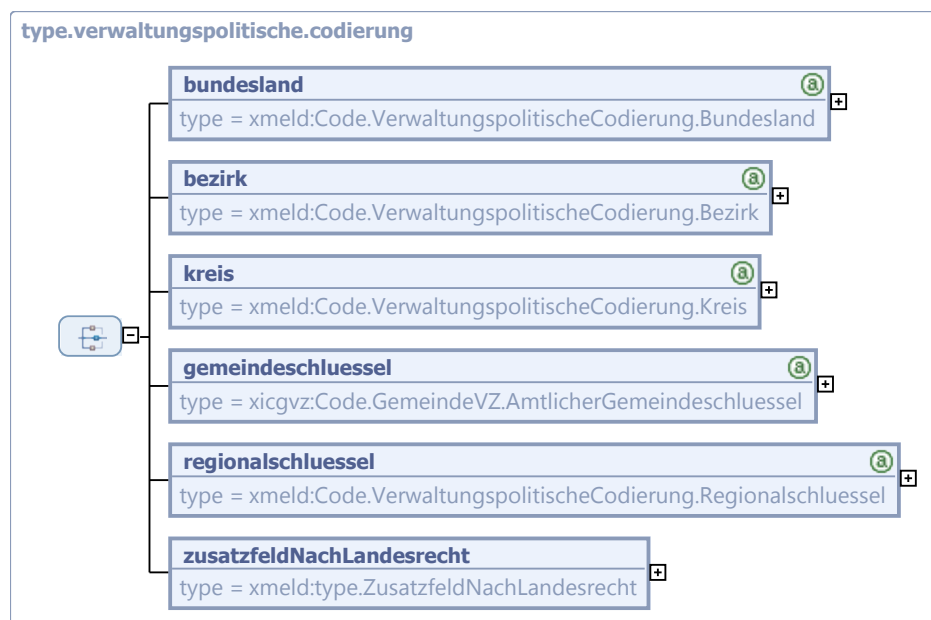 type.verwaltungspolitische.codierung
bundesland
type = xmeld:Code.VerwaltungspolitischeCodierung.Bundesland
bezirk
type = xmeld:Code.VerwaltungspolitischeCodierung.Bezirk
kreis
type = xmeld:Code.VerwaltungspolitischeCodierung.Kreis
gemeindeschluessel
type = xicgvz:Code.GemeindeVZ.AmtlicherGemeindeschluessel
regionalschluessel
type = xmeld:Code.VerwaltungspolitischeCodierung.Regionalschluessel
zusatzfeldNachLandesrecht
type = xmeld:type.ZusatzfeldNachLandesrecht